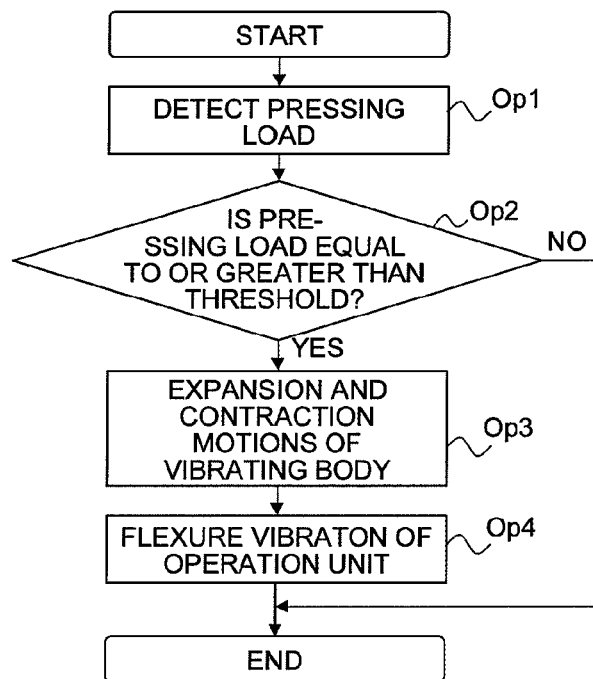 START
DETECT PRESSING
LOAD
Op1
IS PRE-
SSING LOAD EQUAL
TO OR GREATER THAN
THRESHOLD?
Op2
NO
YES
EXPANSION AND
CONTRACTION
MOTIONS OF
VIBRATING BODY
Op3
FLEXURE VIBRATON OF
OPERATION UNIT
Op4
END